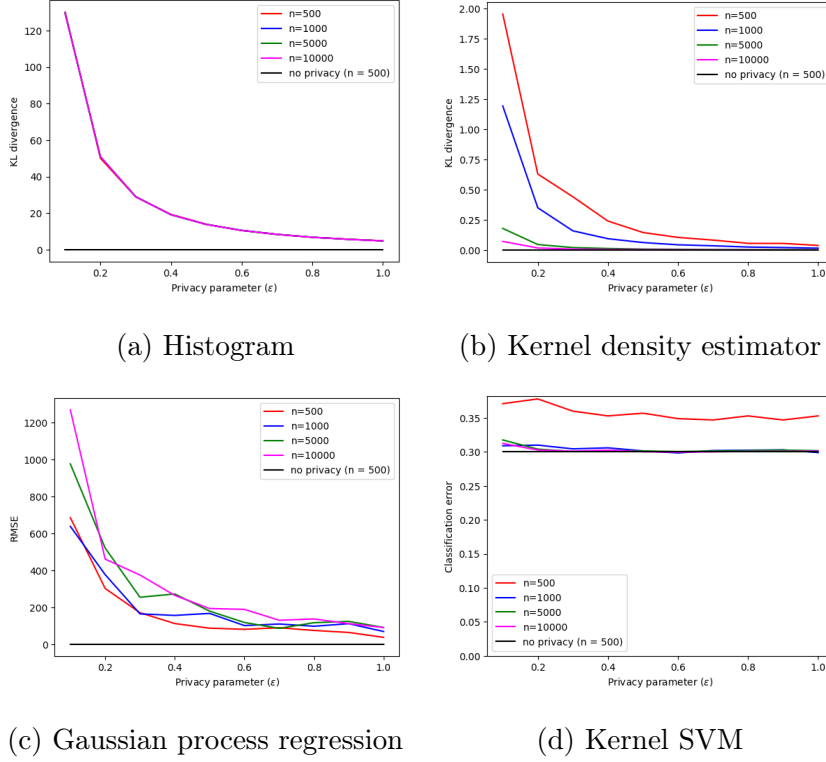 n=500
n=1000
n=5000
n=10000
no privacy (n = 500)
KL divergence
120
100
80
60
40
20
0
0.2
0.4
0.6
0.8
1.0
Privacy parameter (ε)
(a) Histogram
n=500
n=1000
n=5000
n=10000
no privacy (n = 500)
KL divergence
2.00
1.75
1.50
1.25
1.00
0.75
0.50
0.25
0.00
0.2
0.4
0.6
0.8
1.0
Privacy parameter (ε)
(b) Kernel density estimator
n=500
n=1000
n=5000
n=10000
no privacy (n = 500)
RMSE
1200
1000
800
600
400
200
0
0.2
0.4
0.6
0.8
1.0
Privacy parameter (ε)
(c) Gaussian process regression
Classification error
0.35
0.30
0.25
0.20
0.15
0.10
0.05
0.00
n=500
n=1000
n=5000
n=10000
no privacy (n = 500)
0.2
0.4
0.6
0.8
1.0
Privacy parameter (ε)
(d) Kernel SVM